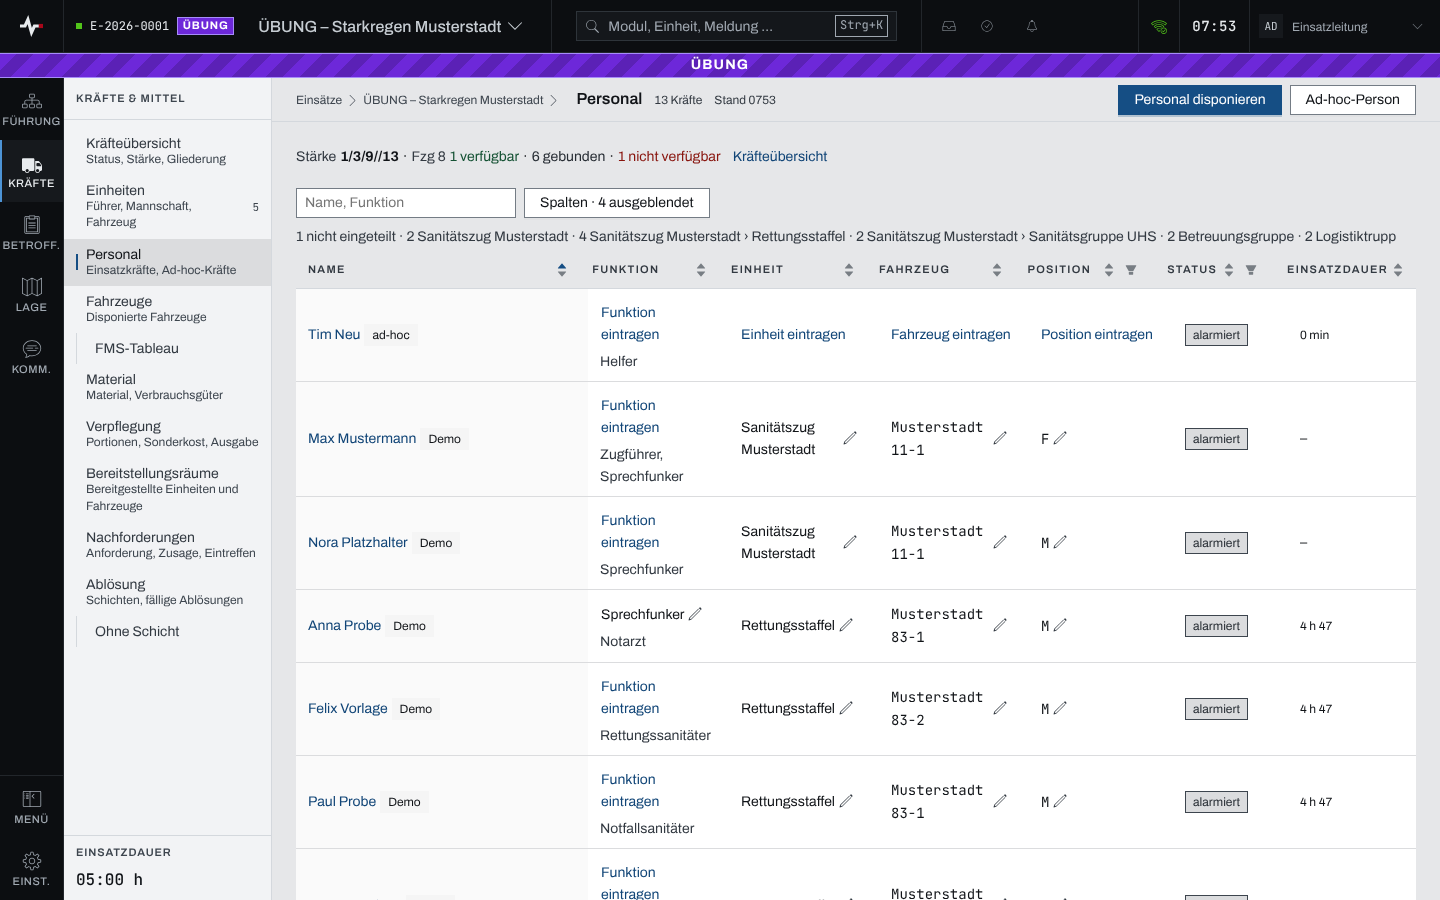 E-2026-0001 ÜBUNG ÜBUNG – Starkregen Musterstadt Modul, Einheit, Meldung ... Strg+K 07:53 AD Einsatzleitung
ÜBUNG
FÜHRUNG
KRÄFTE
BETROFF.
LAGE
KOMM.
MENÜ
EINST.
KRÄFTE & MITTEL
Kräfteübersicht
Status, Stärke, Gliederung
Einheiten
Führer, Mannschaft,
Fahrzeug
5
Personal
Einsatzkräfte, Ad-hoc-Kräfte
Fahrzeuge
Disponierte Fahrzeuge
FMS-Tableau
Material
Material, Verbrauchsgüter
Verpflegung
Portionen, Sonderkost, Ausgabe
Bereitstellungsräume
Bereitgestellte Einheiten und
Fahrzeuge
Nachforderungen
Anforderung, Zusage, Eintreffen
Ablösung
Schichten, fällige Ablösungen
Ohne Schicht
EINSATZDAUER
05:00 h
Einsätze ÜBUNG – Starkregen Musterstadt Personal 13 Kräfte Stand 0753 Personal disponieren Ad-hoc-Person
Stärke 1/3/9//13 · Fzg 8 1 verfügbar · 6 gebunden · 1 nicht verfügbar Kräfteübersicht
Name, Funktion Spalten · 4 ausgeblendet
1 nicht eingeteilt · 2 Sanitätszug Musterstadt · 4 Sanitätszug Musterstadt › Rettungsstaffel · 2 Sanitätszug Musterstadt › Sanitätsgruppe UHS · 2 Betreuungsgruppe · 2 Logistiktrupp
NAME FUNKTION EINHEIT FAHRZEUG POSITION STATUS EINSATZDAUER
Funktion
eintragen
Tim Neu ad-hoc Einheit eintragen Fahrzeug eintragen Position eintragen alarmiert 0 min
Helfer
Funktion
eintragen
Max Mustermann Demo Sanitätszug Musterstadt Musterstadt 11-1 F alarmiert –
Zugführer,
Sprechfunker
Funktion
eintragen
Nora Platzhalter Demo Sanitätszug Musterstadt Musterstadt 11-1 M alarmiert –
Sprechfunker
Sprechfunker
Anna Probe Demo Rettungsstaffel Musterstadt 83-1 M alarmiert 4 h 47
Notarzt
Funktion
eintragen
Felix Vorlage Demo Rettungsstaffel Musterstadt 83-2 M alarmiert 4 h 47
Rettungssanitäter
Funktion
eintragen
Paul Probe Demo Rettungsstaffel Musterstadt 83-1 M alarmiert 4 h 47
Notfallsanitäter
Funktion
eintragen
Musterstadt